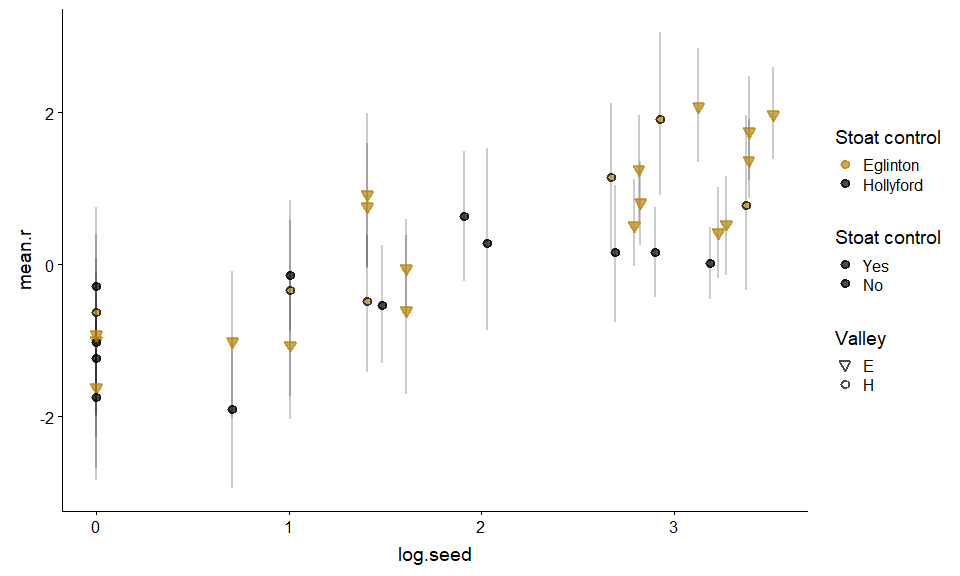 2
0
-2
mean.r
0
1
2
3
log.seed
Stoat control
Eglinton
Hollyford
Stoat control
Yes
No
Valley
E
H